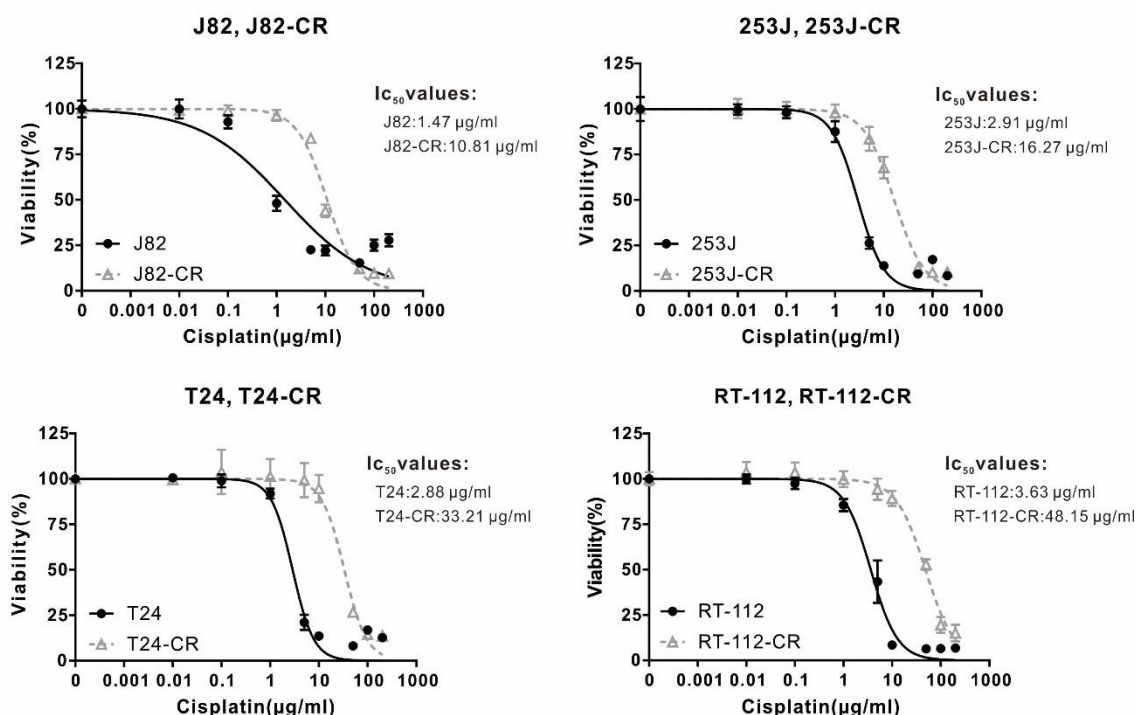 J82, J82-CR
125
100
75
50
25
0
Viability(%)
Ic50values:
J82:1.47 µg/ml
J82-CR:10.81 µg/ml
J82
J82-CR
0 0.001 0.01 0.1 1 10 100 1000
Cisplatin(µg/ml)
253J, 253J-CR
125
100
75
50
25
0
Viability(%)
Ic50values:
253J:2.91 µg/ml
253J-CR:16.27 µg/ml
253J
253J-CR
0 0.001 0.01 0.1 1 10 100 1000
Cisplatin(µg/ml)
T24, T24-CR
125
100
75
50
25
0
Viability(%)
Ic50values:
T24:2.88 µg/ml
T24-CR:33.21 µg/ml
T24
T24-CR
0 0.001 0.01 0.1 1 10 100 1000
Cisplatin(µg/ml)
RT-112, RT-112-CR
125
100
75
50
25
0
Viability(%)
Ic50values:
RT-112:3.63 µg/ml
RT-112-CR:48.15 µg/ml
RT-112
RT-112-CR
0 0.001 0.01 0.1 1 10 100 1000
Cisplatin(µg/ml)